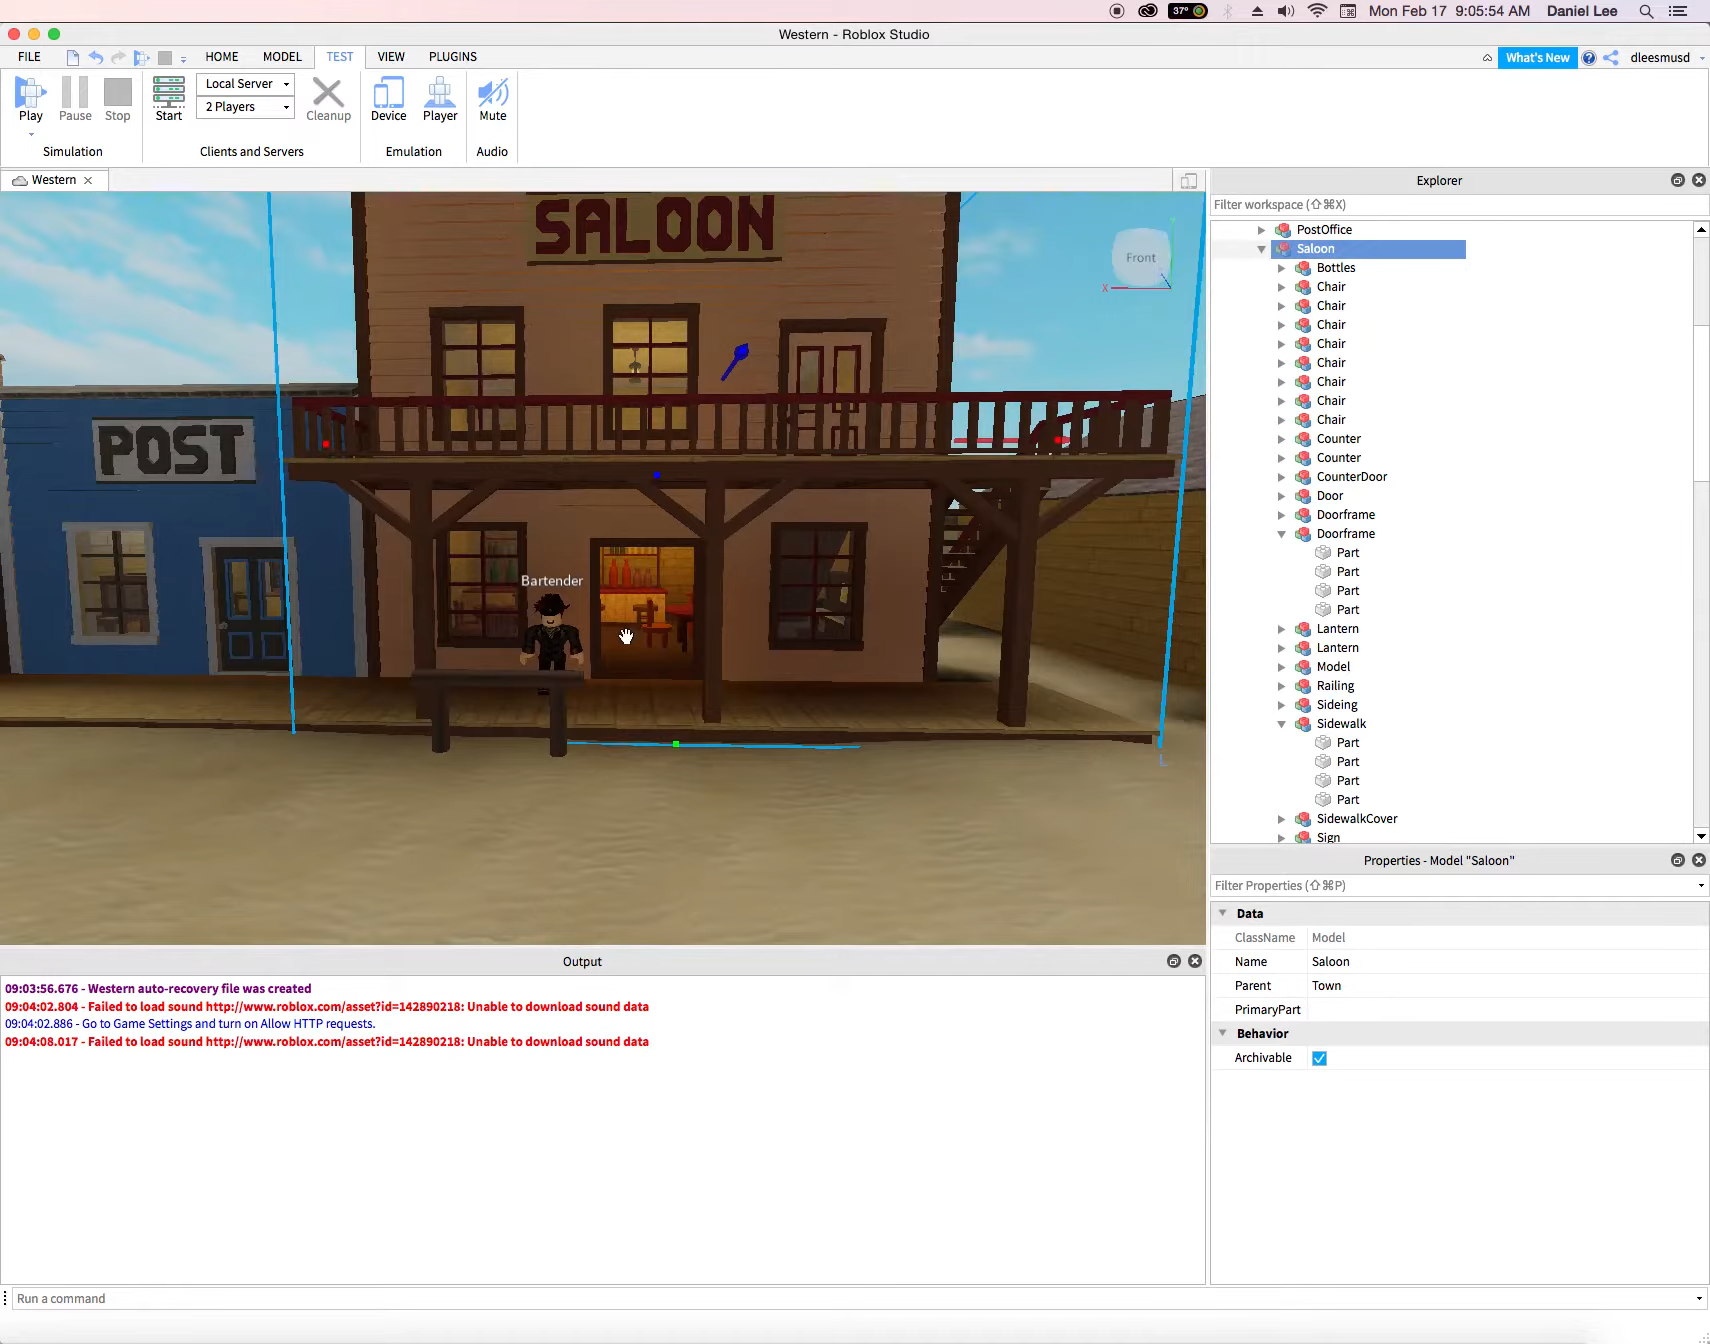 37°
Mon Feb 17 9:05:54 AM Daniel Lee
Western - Roblox Studio
FILE HOME MODEL TEST VIEW PLUGINS
What's New
dleesmusd
Play Pause Stop
Start
Local Server
2 Players
Cleanup
Device Player
Mute
Simulation
Clients and Servers
Emulation
Audio
Western
SALOON
POST
Bartender
Front
X
Explorer
Filter workspace (⇧⌘X)
PostOffice
Saloon
Bottles
Chair
Chair
Chair
Chair
Chair
Chair
Chair
Chair
Counter
Counter
CounterDoor
Door
Doorframe
Doorframe
Part
Part
Part
Part
Lantern
Lantern
Model
Railing
Sideing
Sidewalk
Part
Part
Part
Part
SidewalkCover
Sign
Properties - Model "Saloon"
Filter Properties (⇧⌘P)
Data
ClassName Model
Name Saloon
Parent Town
PrimaryPart
Behavior
Archivable
Output
09:03:56.676 - Western auto-recovery file was created
09:04:02.804 - Failed to load sound http://www.roblox.com/asset?id=142890218: Unable to download sound data
09:04:02.886 - Go to Game Settings and turn on Allow HTTP requests.
09:04:08.017 - Failed to load sound http://www.roblox.com/asset?id=142890218: Unable to download sound data
Run a command